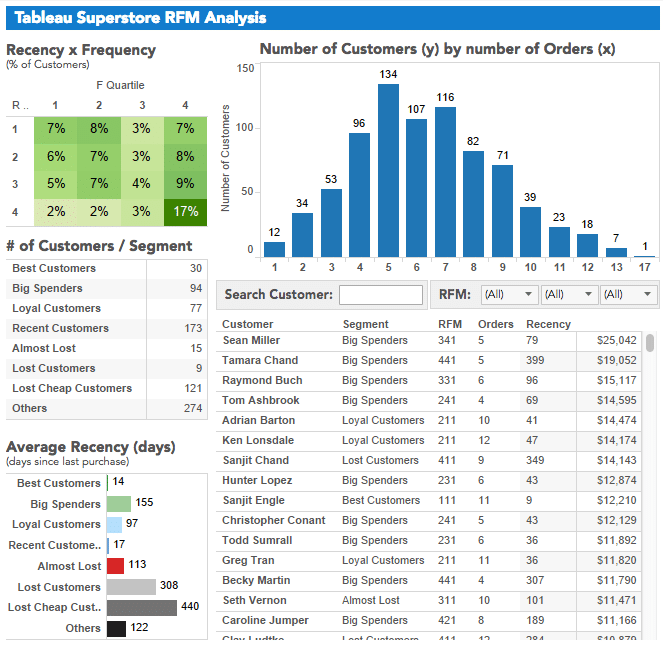 Tableau Superstore RFM Analysis
Recency x Frequency
(% of Customers)
F Quartile
R .. 1 2 3 4
1 7% 8% 3% 7%
2 6% 7% 3% 8%
3 5% 7% 4% 9%
4 2% 2% 3% 17%
# of Customers / Segment
Best Customers 30
Big Spenders 94
Loyal Customers 77
Recent Customers 173
Almost Lost 15
Lost Customers 9
Lost Cheap Customers 121
Others 274
Average Recency (days)
(days since last purchase)
Best Customers 14
Big Spenders 155
Loyal Customers 97
Recent Custome.. 17
Almost Lost 113
Lost Customers 308
Lost Cheap Cust.. 440
Others 122
Number of Customers (y) by number of Orders (x)
Number of Customers
150
100
50
0
12 34 53 96 134 107 116 82 71 39 23 18 7 1
1 2 3 4 5 6 7 8 9 10 11 12 13 17
Search Customer: RFM: (All) (All) (All)
Customer Segment RFM Orders Recency
Sean Miller Big Spenders 341 5 79 $25,042
Tamara Chand Big Spenders 441 5 399 $19,052
Raymond Buch Big Spenders 331 6 96 $15,117
Tom Ashbrook Big Spenders 241 4 69 $14,595
Adrian Barton Loyal Customers 211 10 41 $14,474
Ken Lonsdale Loyal Customers 211 12 47 $14,174
Sanjit Chand Lost Customers 411 9 349 $14,143
Hunter Lopez Big Spenders 231 6 43 $12,874
Sanjit Engle Best Customers 111 11 9 $12,210
Christopher Conant Big Spenders 241 5 43 $12,129
Todd Sumrall Big Spenders 231 6 36 $11,892
Greg Tran Loyal Customers 211 11 36 $11,820
Becky Martin Big Spenders 441 4 307 $11,790
Seth Vernon Almost Lost 311 10 101 $11,471
Caroline Jumper Big Spenders 421 8 189 $11,166
Lost Customers 411 12 284 $10,879